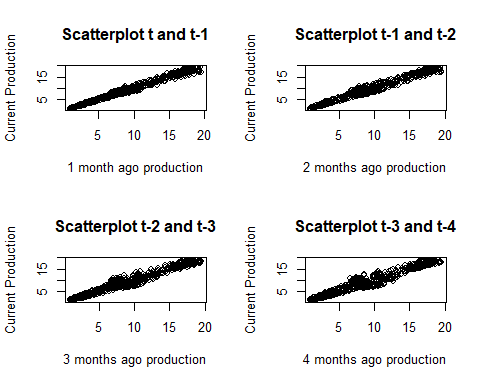 Scatterplot t and t-1
Current Production
5 15
5 10 15 20
1 month ago production
Scatterplot t-1 and t-2
Current Production
5 15
5 10 15 20
2 months ago production
Scatterplot t-2 and t-3
Current Production
5 15
5 10 15 20
3 months ago production
Scatterplot t-3 and t-4
Current Production
5 15
5 10 15 20
4 months ago production